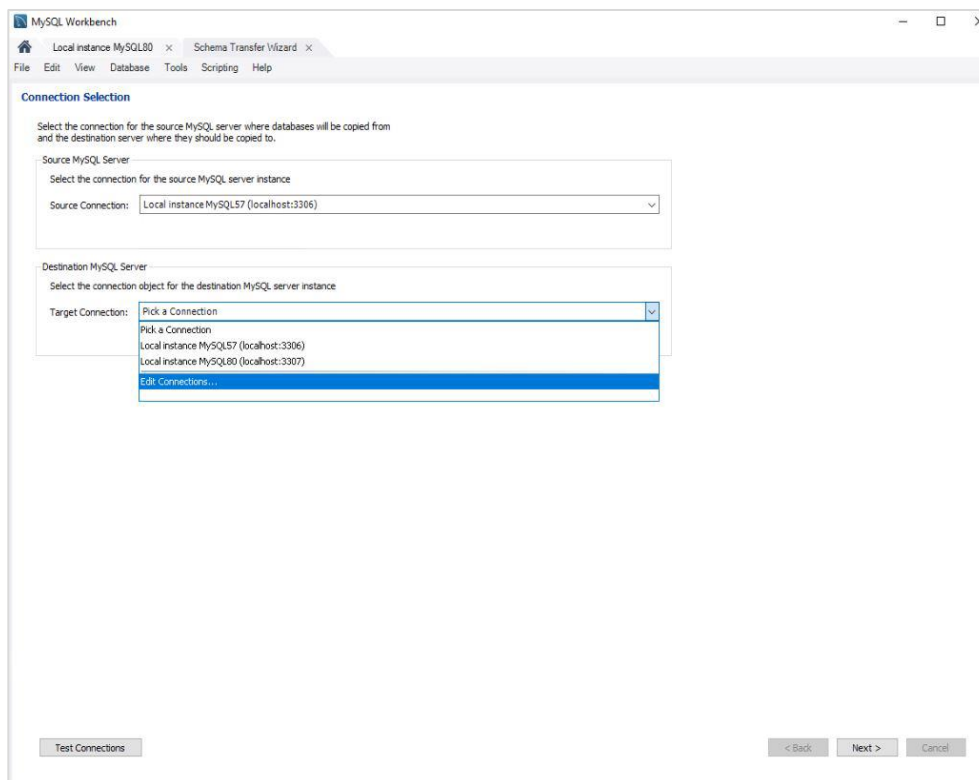 MySQL Workbench
Local instance MySQL80 Schema Transfer Wizard
File Edit View Database Tools Scripting Help
Connection Selection
Select the connection for the source MySQL server where databases will be copied from
and the destination server where they should be copied to.
Source MySQL Server
Select the connection for the source MySQL server instance
Source Connection: Local instance MySQL57 (localhost:3306)
Destination MySQL Server
Select the connection object for the destination MySQL server instance
Target Connection: Pick a Connection
Pick a Connection
Local instance MySQL57 (localhost:3306)
Local instance MySQL80 (localhost:3307)
Edit Connections...
Test Connections < Back Next > Cancel